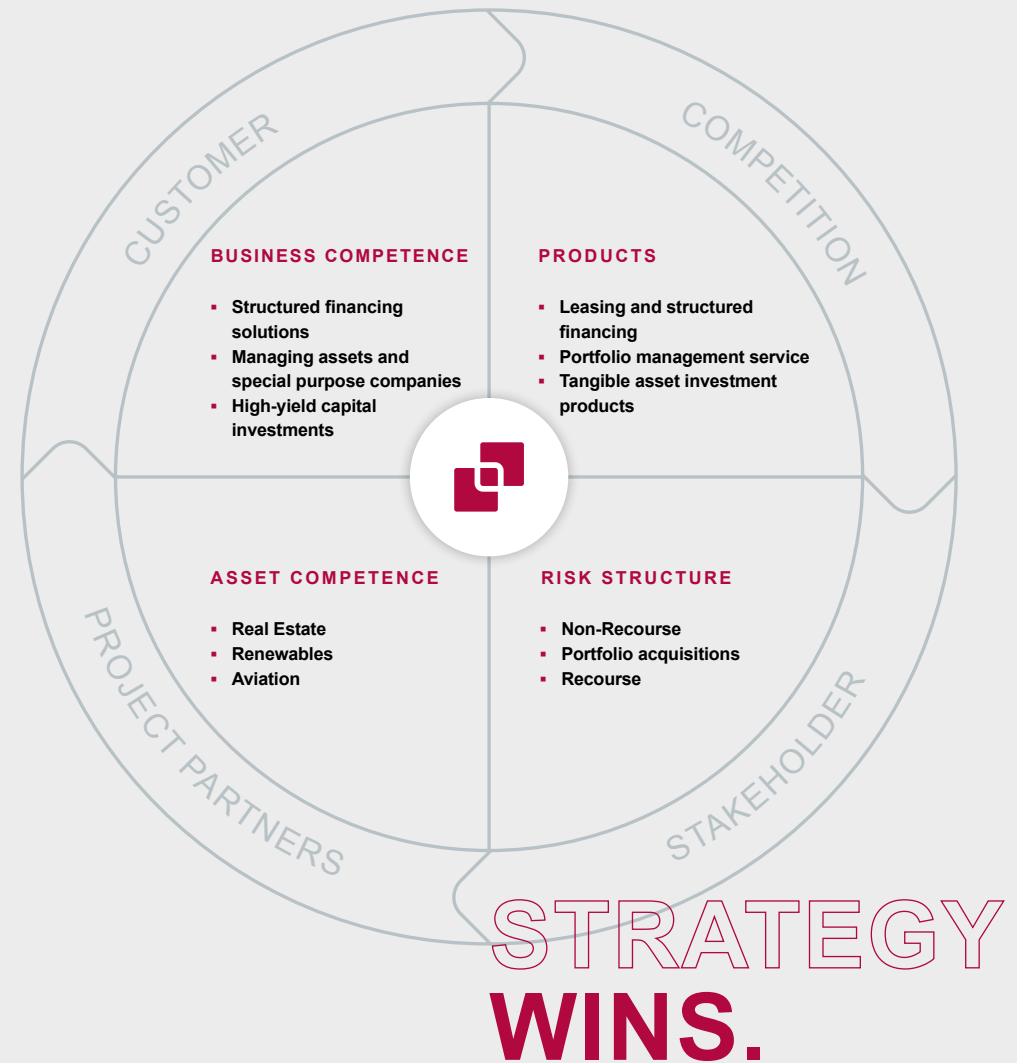 CUSTOMER
COMPETITION
BUSINESS COMPETENCE
▪ Structured financing
solutions
▪ Managing assets and
special purpose companies
▪ High-yield capital
investments
PRODUCTS
▪ Leasing and structured
financing
▪ Portfolio management service
▪ Tangible asset investment
products
ASSET COMPETENCE
▪ Real Estate
▪ Renewables
▪ Aviation
RISK STRUCTURE
▪ Non-Recourse
▪ Portfolio acquisitions
▪ Recourse
PROJECT PARTNERS
STAKEHOLDER
STRATEGY
WINS.